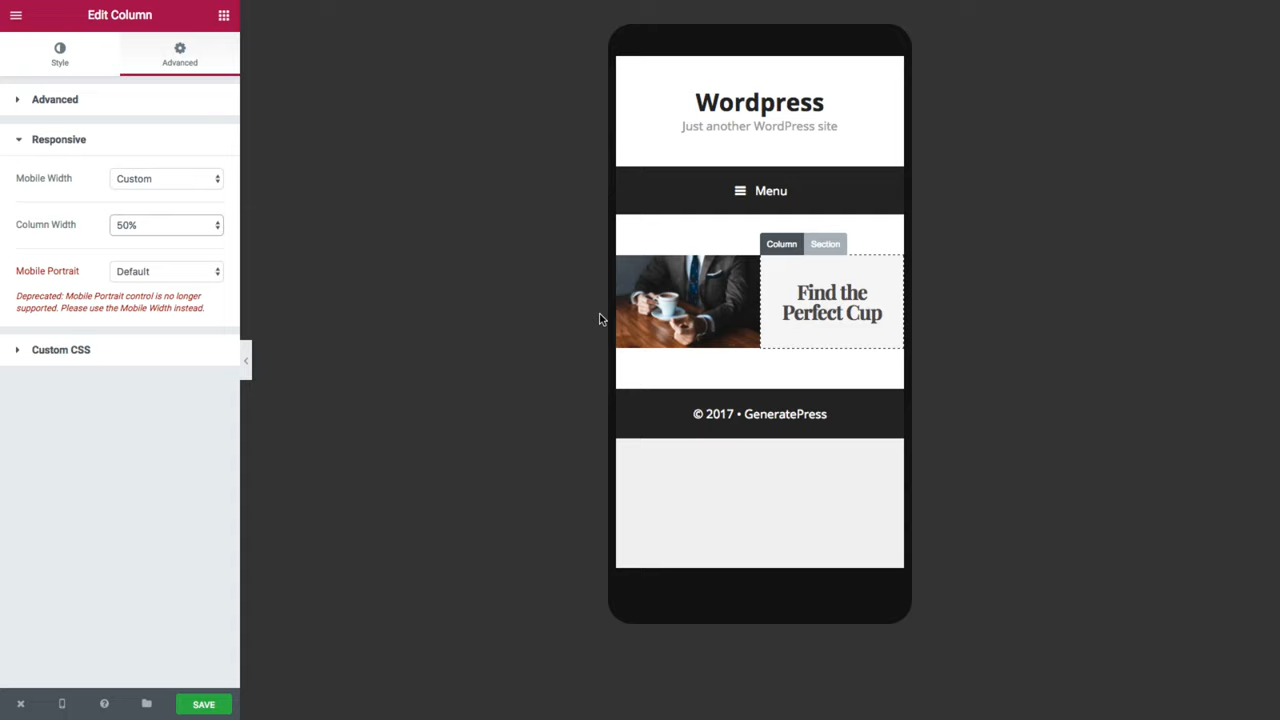 Edit Column
Style
Advanced
Advanced
Responsive
Mobile Width
Custom
Column Width
50%
Mobile Portrait
Default
Deprecated: Mobile Portrait control is no longer
supported. Please use the Mobile Width instead.
Custom CSS
SAVE
Wordpress
Just another WordPress site
Menu
Column
Section
Find the
Perfect Cup
© 2017 • GeneratePress